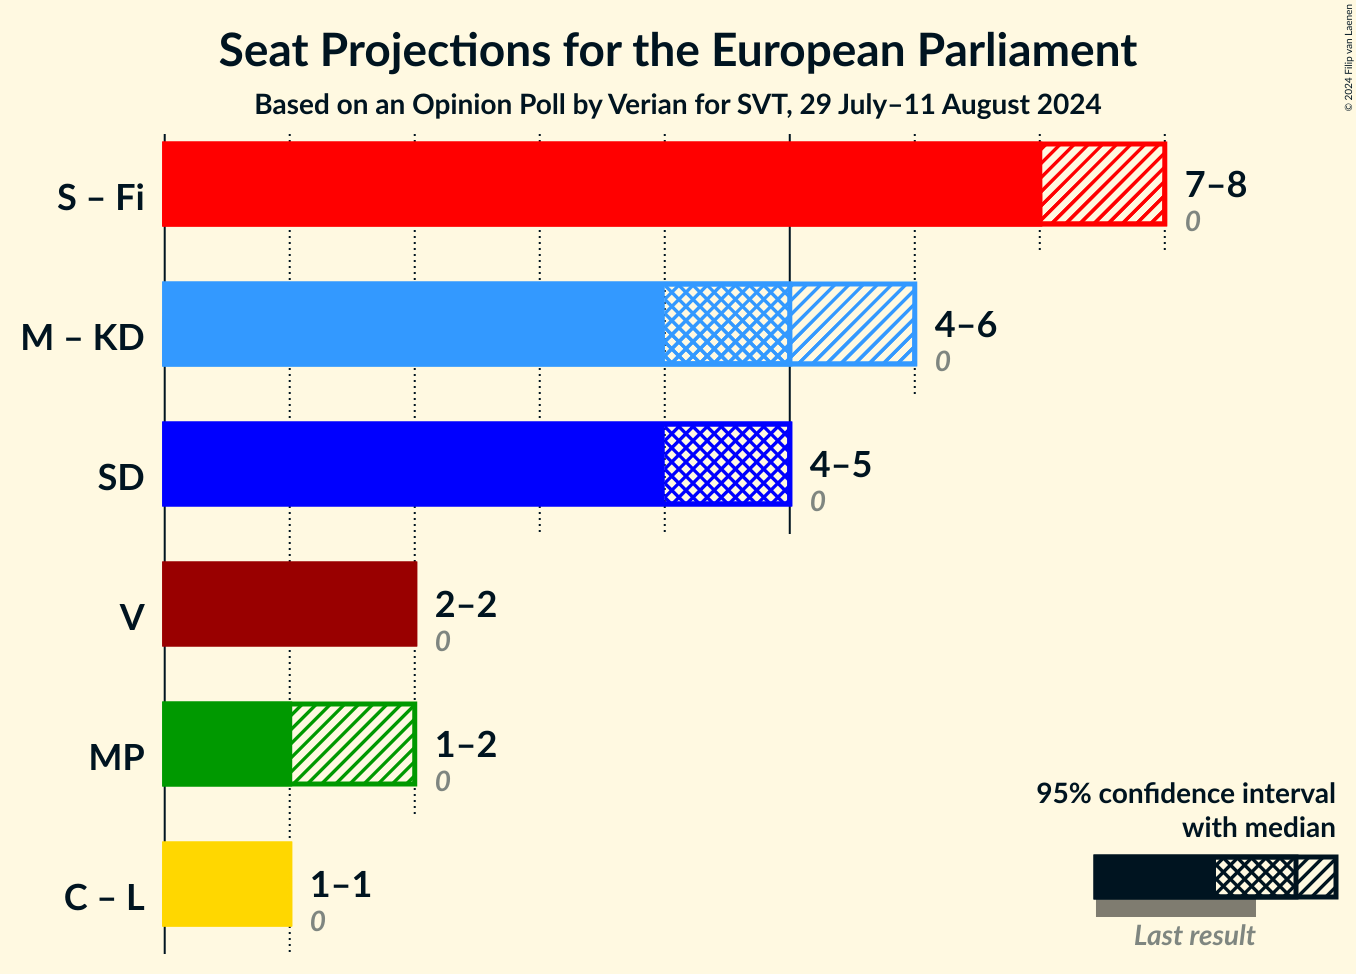 Seat Projections for the European Parliament
Based on an Opinion Poll by Verian for SVT, 29 July–11 August 2024
© 2024 Filip van Laenen
S – Fi
7–8
0
M – KD
4–6
0
SD
4–5
0
V
2–2
0
MP
1–2
0
C – L
1–1
0
95% confidence interval
with median
Last result